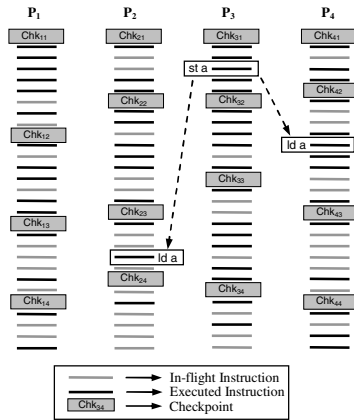 P1 P2 P3 P4
Chk11 Chk21 Chk31 Chk41
st a
Chk42
Chk22 Chk32
Chk12
ld a
Chk33
Chk23 Chk43
Chk13
ld a
Chk24
Chk34
Chk14 Chk44
In-flight Instruction
Executed Instruction
Chk34 Checkpoint